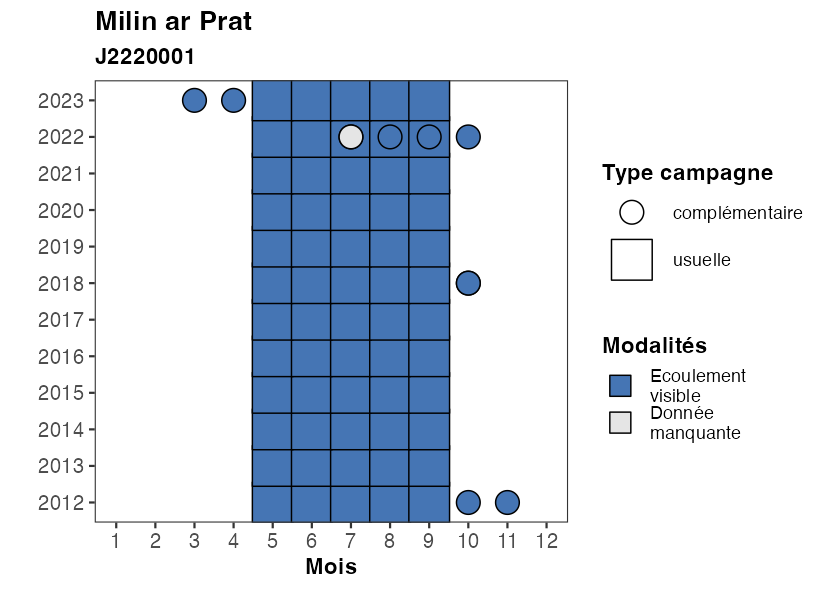 Milin ar Prat
J2220001
2023
2022
2021
2020
2019
2018
2017
2016
2015
2014
2013
2012
1 2 3 4 5 6 7 8 9 10 11 12
Mois
Type campagne
complémentaire
usuelle
Modalités
Ecoulement
visible
Donnée
manquante